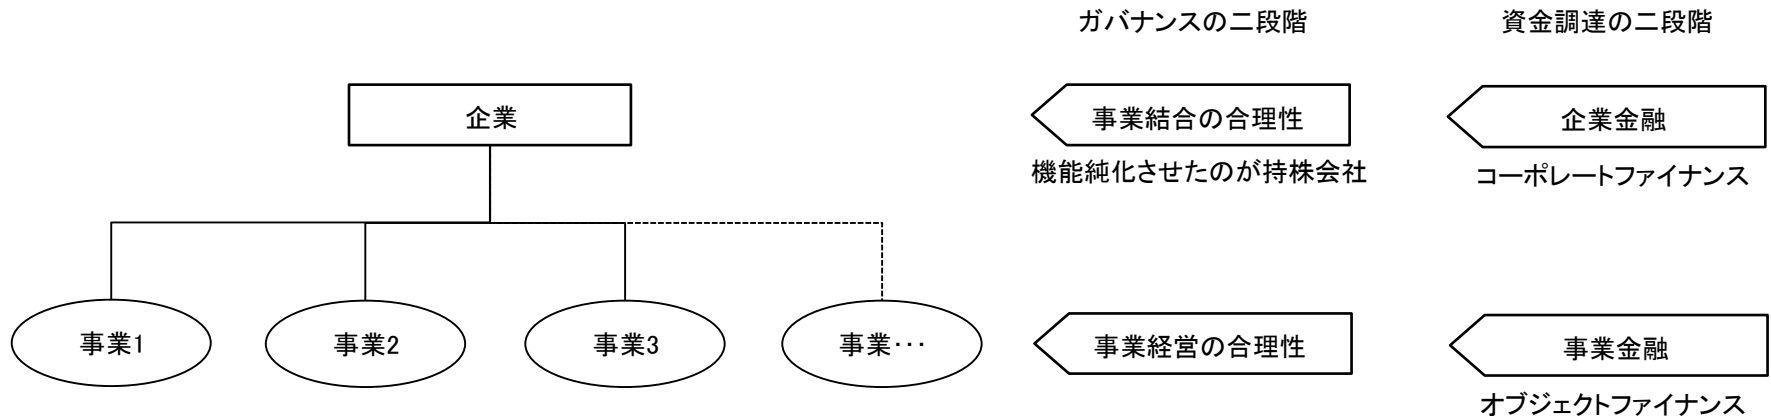 ガバナンスの二段階
資金調達の二段階
企業
事業結合の合理性
企業金融
機能純化させたのが持株会社
コーポレートファイナンス
事業1
事業2
事業3
事業･･･
事業経営の合理性
事業金融
オブジェクトファイナンス